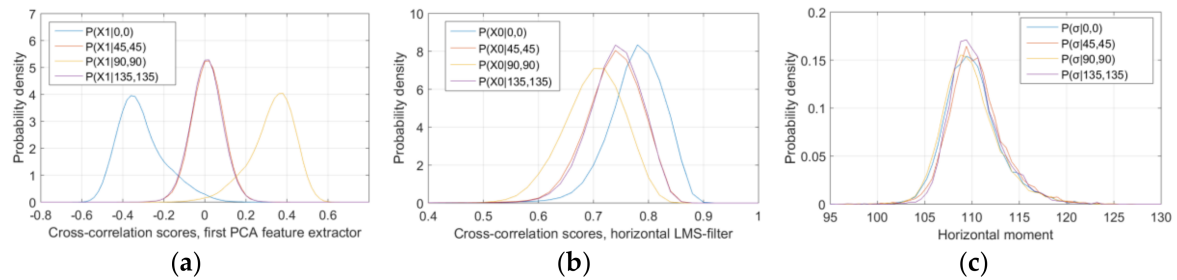 7
6
5
4
3
2
1
0
Probability density
P(X1|0,0)
P(X1|45,45)
P(X1|90,90)
P(X1|135,135)
-0.8 -0.6 -0.4 -0.2 0 0.2 0.4 0.6
Cross-correlation scores, first PCA feature extractor
(a)
10
8
6
4
2
0
Probability density
P(X0|0,0)
P(X0|45,45)
P(X0|90,90)
P(X0|135,135)
0.4 0.5 0.6 0.7 0.8 0.9 1
Cross-correlation scores, horizontal LMS-filter
(b)
0.2
0.15
0.1
0.05
0
Probability density
P(σ|0,0)
P(σ|45,45)
P(σ|90,90)
P(σ|135,135)
95 100 105 110 115 120 125 130
Horizontal moment
(c)